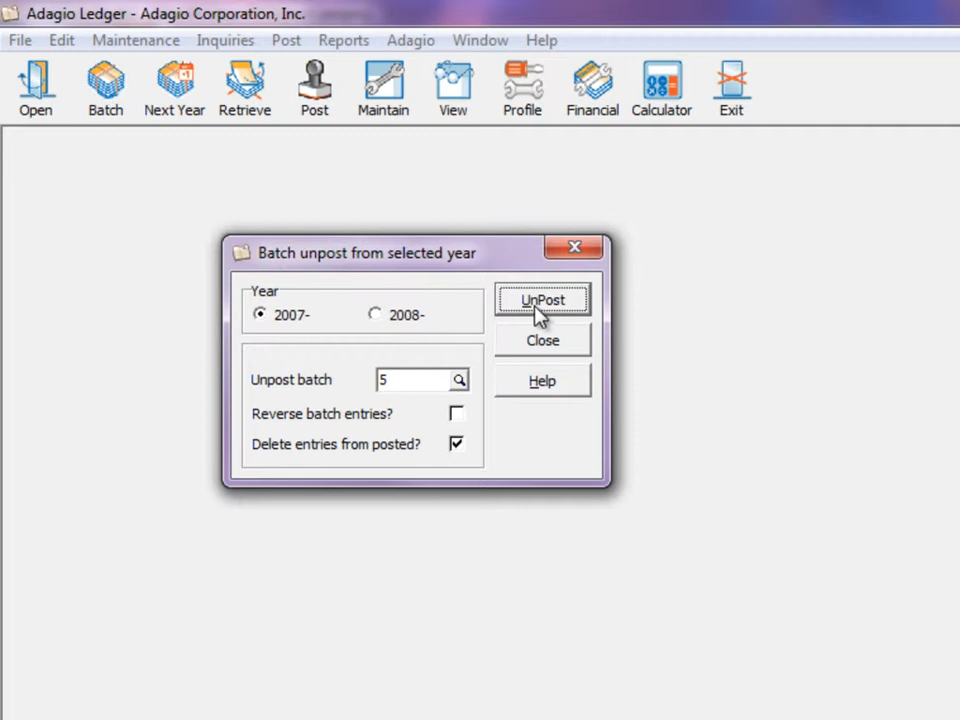 Adagio Ledger - Adagio Corporation, Inc.
File Edit Maintenance Inquiries Post Reports Adagio Window Help
Open Batch Next Year Retrieve Post Maintain View Profile Financial Calculator Exit
Batch unpost from selected year
Year
2007- 2008-
UnPost
Close
Unpost batch 5
Help
Reverse batch entries?
Delete entries from posted?